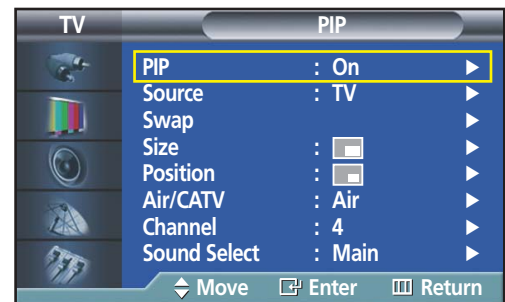 TV PIP
PIP : On
Source : TV
Swap
Size :
Position :
Air/CATV : Air
Channel : 4
Sound Select : Main
Move Enter Return